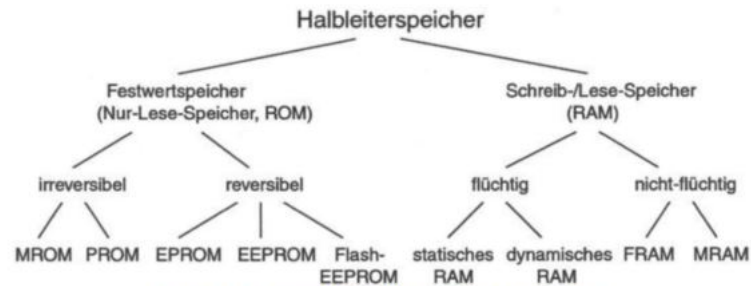 Halbleiterspeicher
Festwertspeicher
(Nur-Lese-Speicher, ROM)
Schreib-/Lese-Speicher
(RAM)
irreversibel
reversibel
flüchtig
nicht-flüchtig
MROM
PROM
EPROM
EEPROM
Flash-
EEPROM
statisches
RAM
dynamisches
RAM
FRAM
MRAM